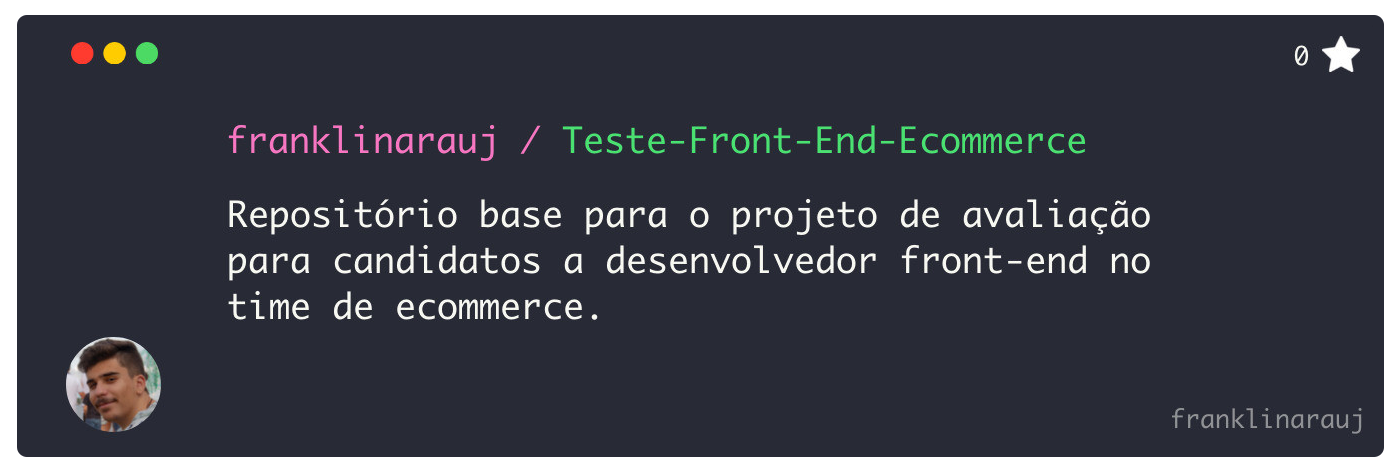 0
franklinarauj / Teste-Front-End-Ecommerce
Repositório base para o projeto de avaliação
para candidatos a desenvolvedor front-end no
time de ecommerce.
franklinarauj